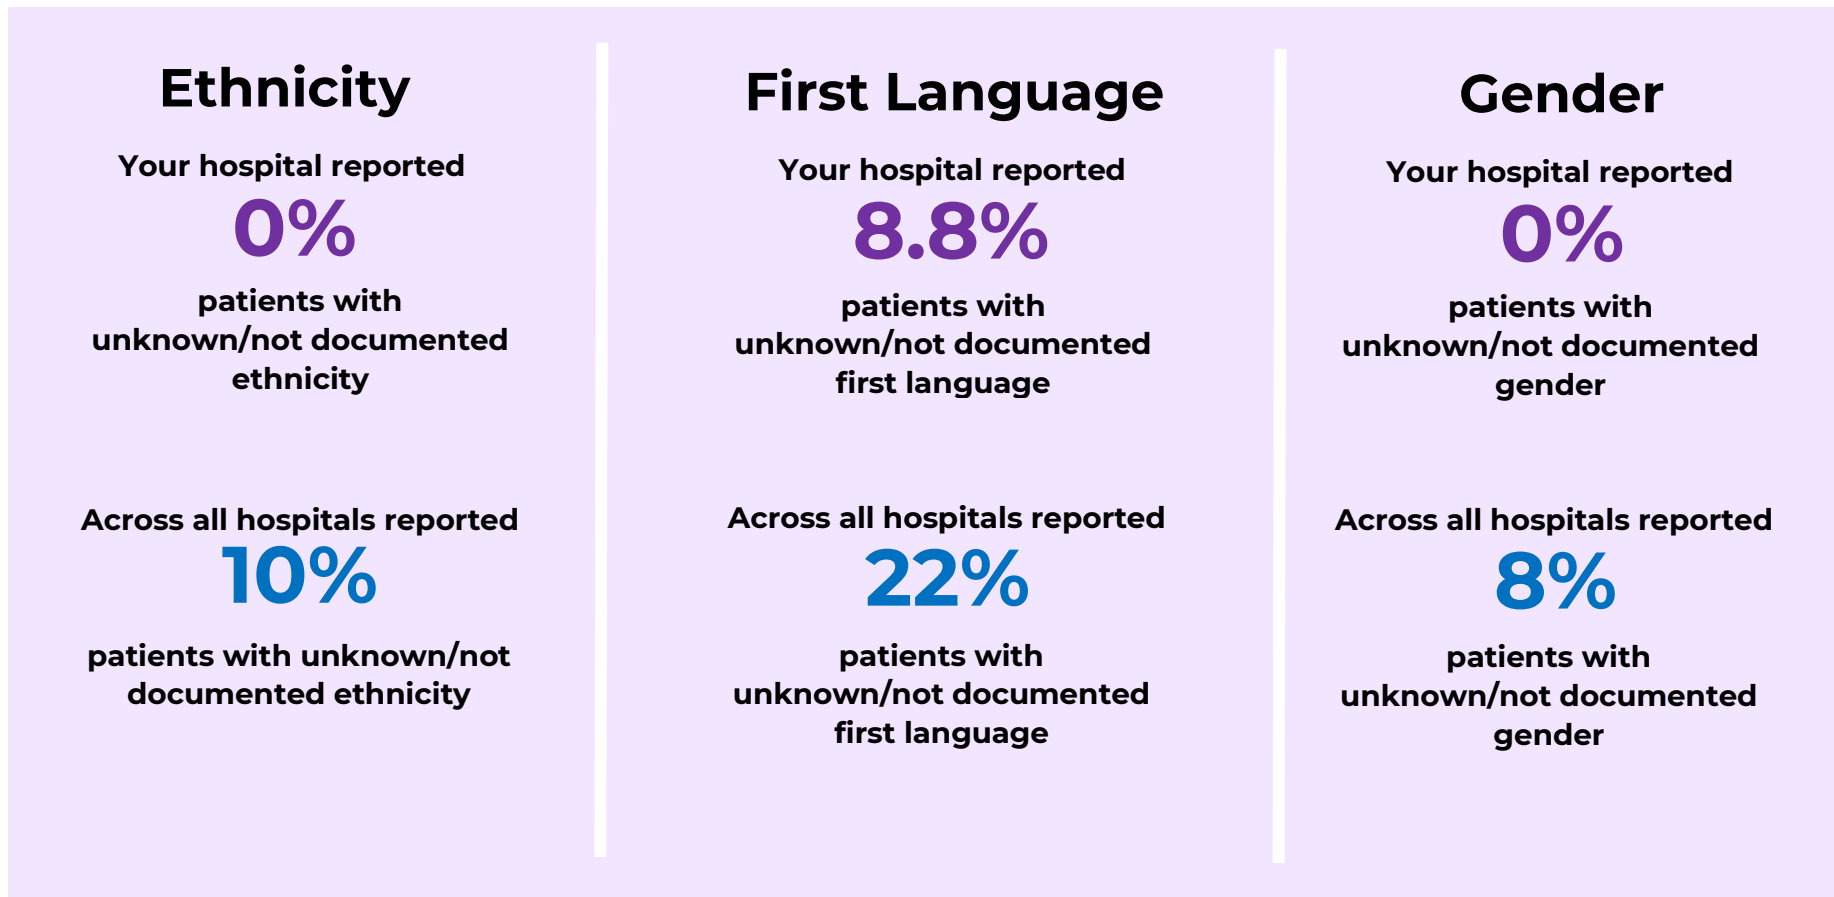 Ethnicity
Your hospital reported
0%
patients with
unknown/not documented
ethnicity
Across all hospitals reported
10%
patients with unknown/not
documented ethnicity
First Language
Your hospital reported
8.8%
patients with
unknown/not documented
first language
Across all hospitals reported
22%
patients with
unknown/not documented
first language
Gender
Your hospital reported
0%
patients with
unknown/not documented
gender
Across all hospitals reported
8%
patients with
unknown/not documented
gender